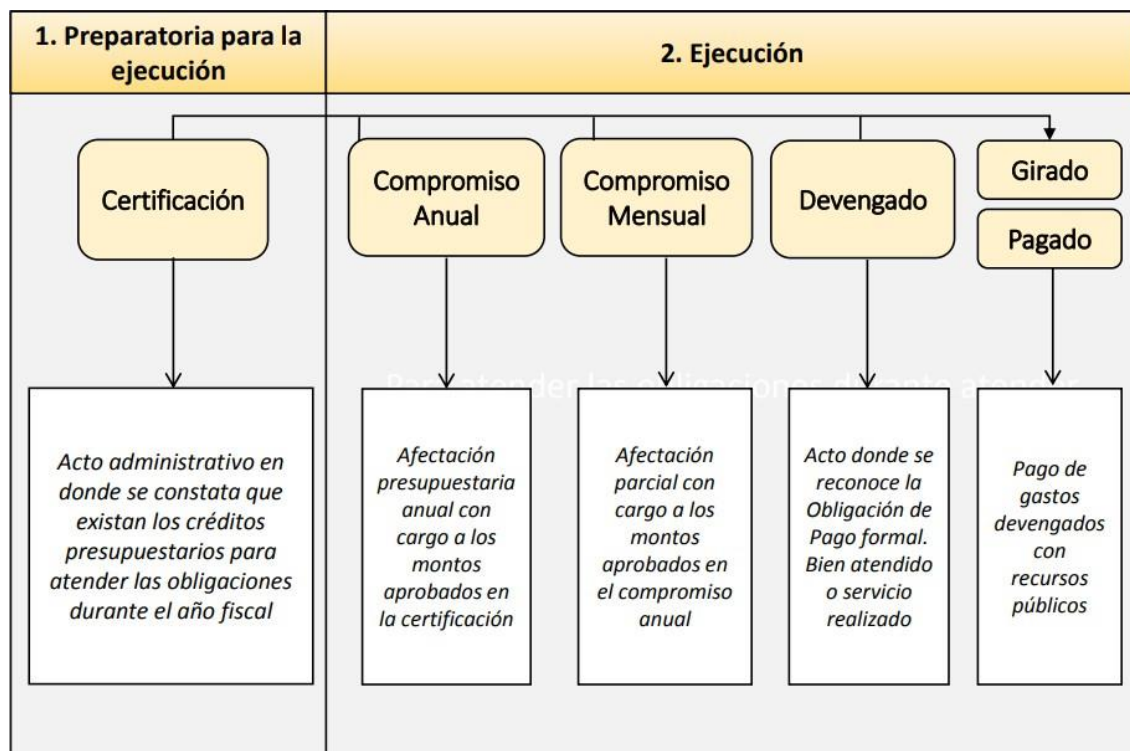 1. Preparatoria para la
ejecución
2. Ejecución
Certificación
Compromiso
Anual
Compromiso
Mensual
Devengado
Girado
Pagado
Acto administrativo en
donde se constata que
existan los créditos
presupuestarios para
atender las obligaciones
durante el año fiscal
Afectación
presupuestaria
anual con
cargo a los
montos
aprobados en
la certificación
Afectación
parcial con
cargo a los
montos
aprobados en
el compromiso
anual
Acto donde se
reconoce la
Obligación de
Pago formal.
Bien atendido
o servicio
realizado
Pago de
gastos
devengados
con
recursos
públicos